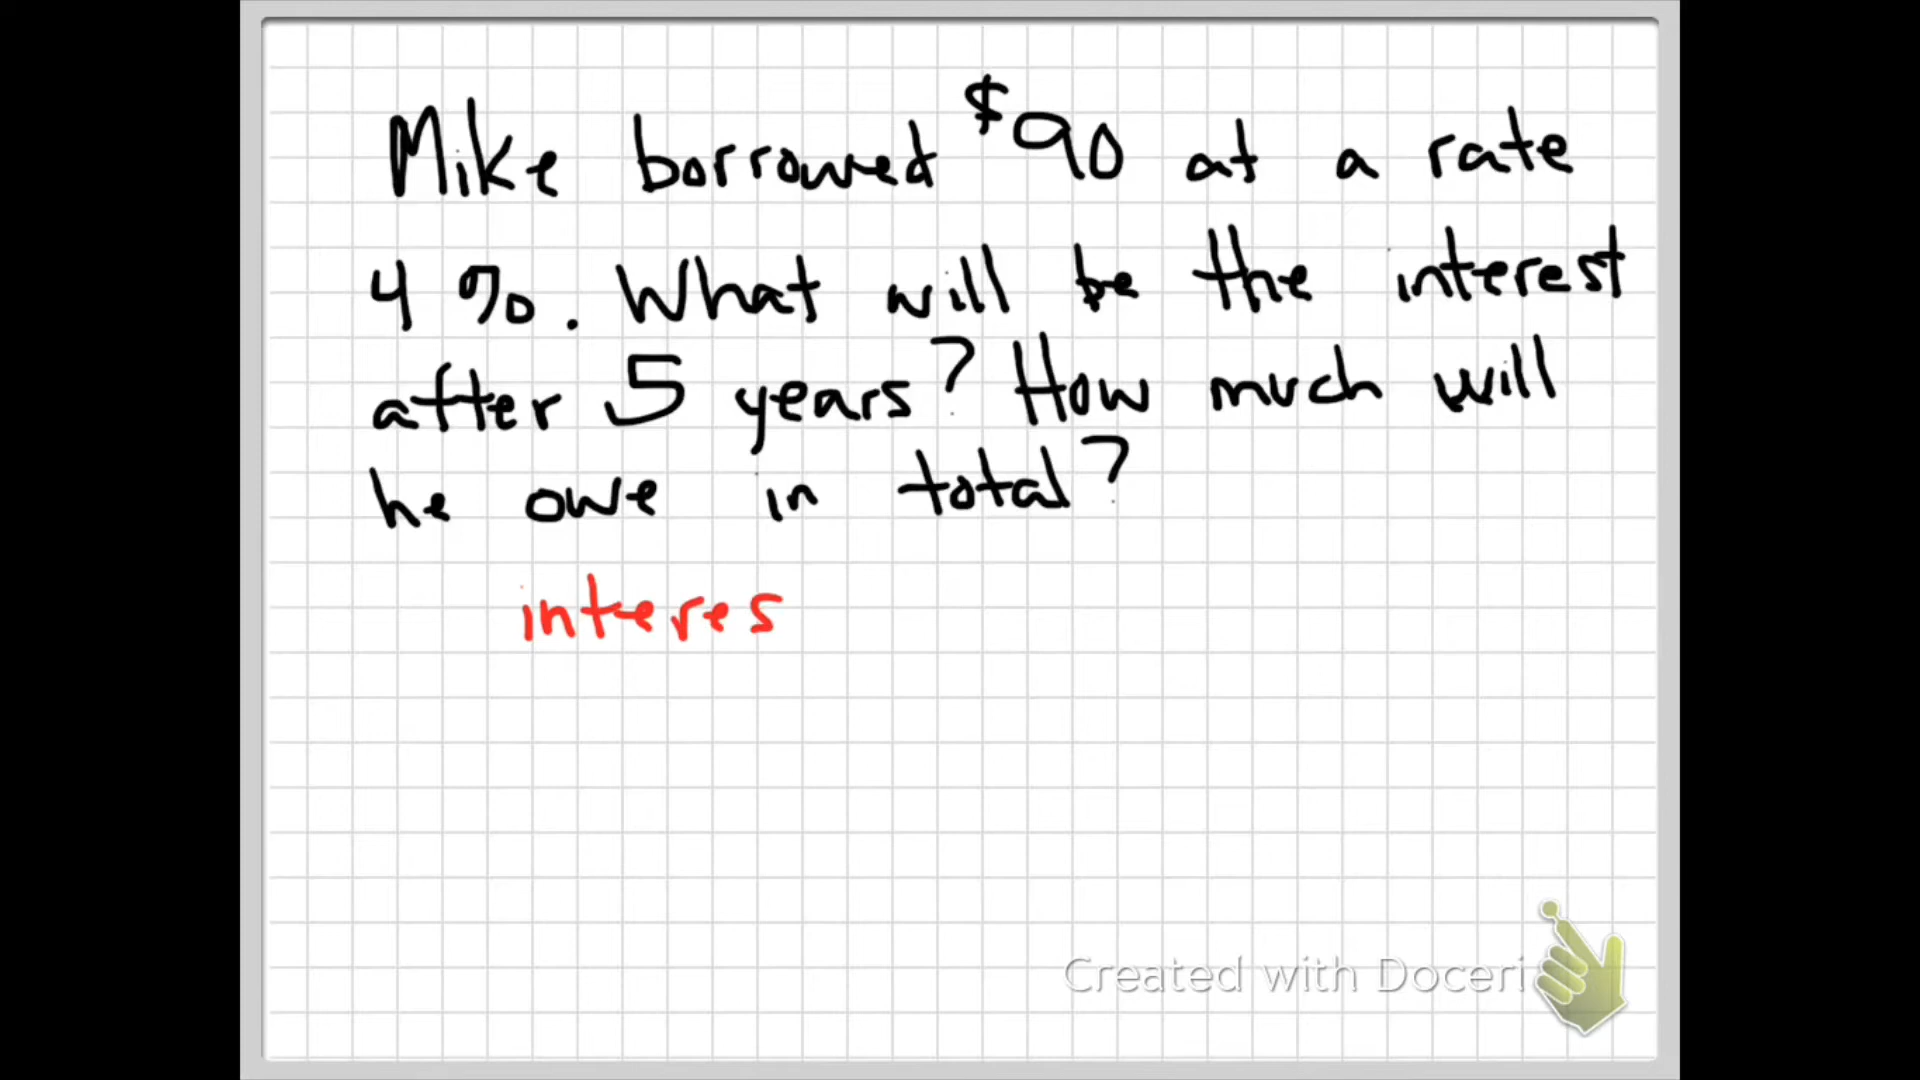 Mike borrowed $90 at a rate
4%. What will be the interest
after 5 years? How much will
he owe in total?
interes
Created with Doceri